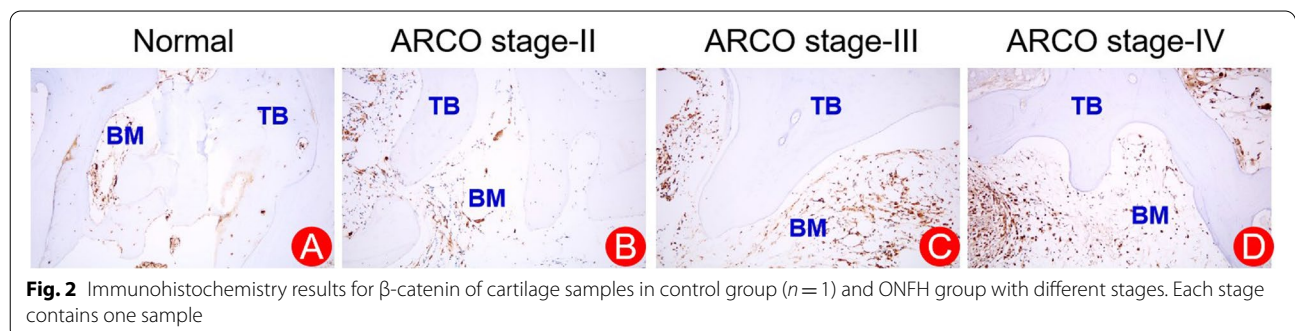 Normal ARCO stage-II ARCO stage-III ARCO stage-IV
BM TB A
TB BM B
TB BM C
TB BM D
Fig. 2 Immunohistochemistry results for β-catenin of cartilage samples in control group (n = 1) and ONFH group with different stages. Each stage
contains one sample